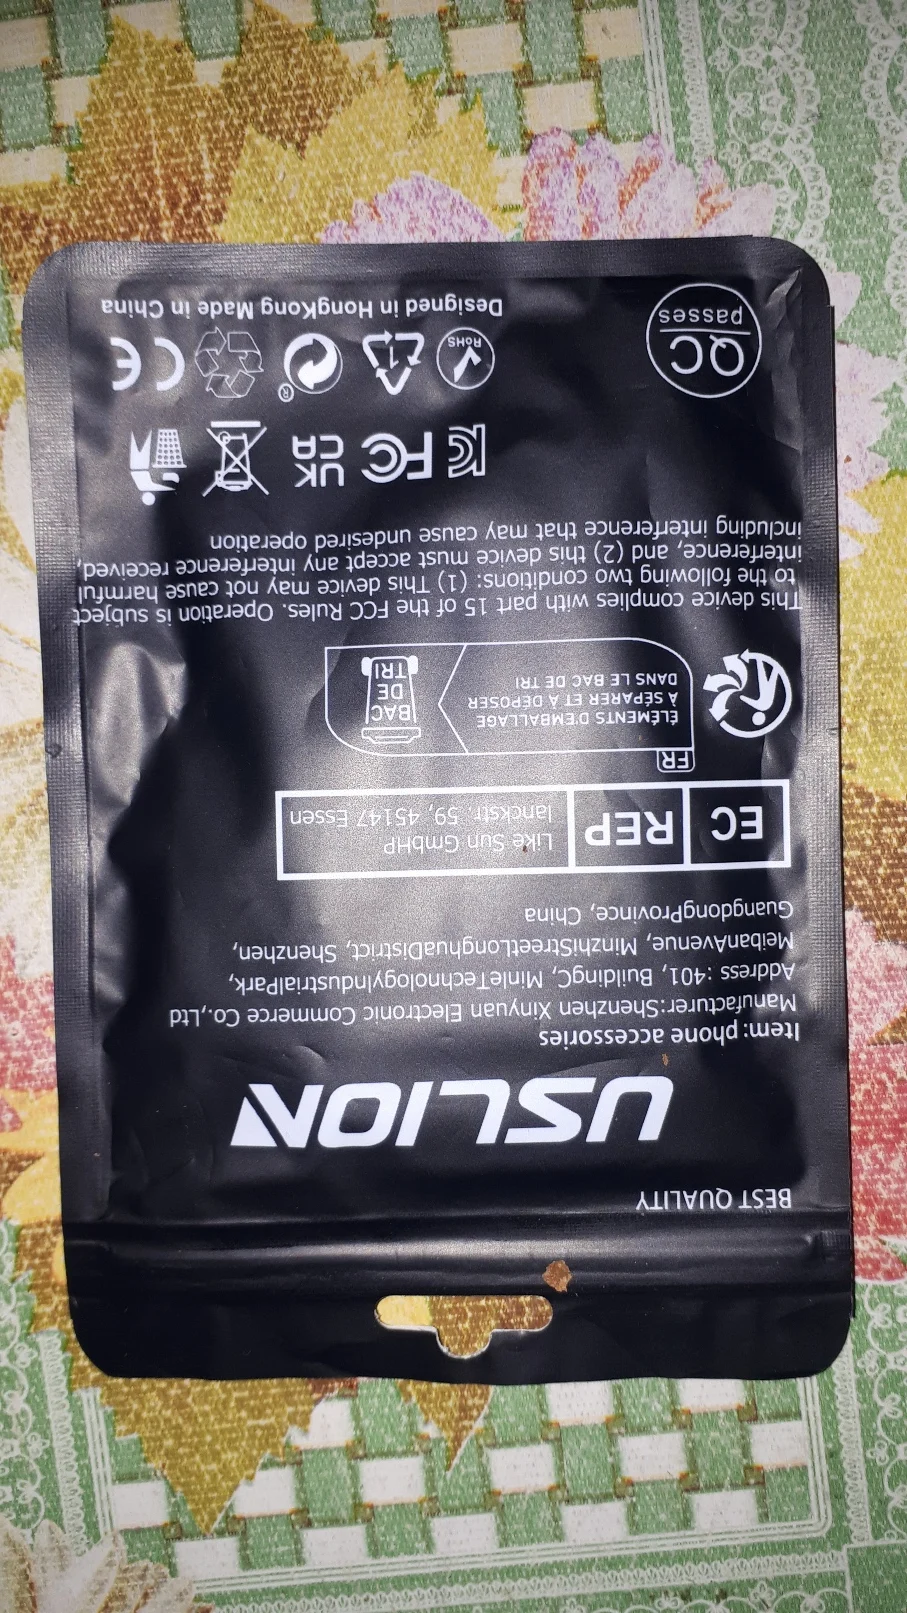 BEST QUALITY
USLION
Item: phone accessories
Manufacturer:Shenzhen Xinyuan Electronic Commerce Co.,Ltd
Address :401, BuildingC, MinleTechnologyIndustrialPark,
MeibanAvenue, MinzhiStreetLonghuaDistrict, Shenzhen,
GuangdongProvince, China
EC REP
Like Sun GmbHP
lanckstr. 59, 45147 Essen
FR
ÉLÉMENTS D'EMBALLAGE
À SÉPARER ET À DÉPOSER
DANS LE BAC DE TRI
BAC
DE
TRI
This device complies with part 15 of the FCC Rules. Operation is subject
to the following two conditions: (1) This device may not cause harmful
interference, and (2) this device must accept any interference received,
including interference that may cause undesired operation
FC
UK
CA
QC
passes
RoHS
1
®
CE
Designed in HongKong Made in China